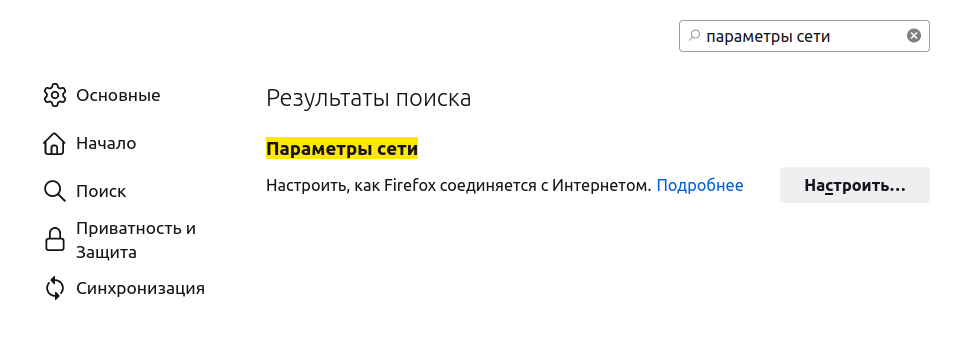 параметры сети
Основные
Начало
Поиск
Приватность и
Защита
Синхронизация
Результаты поиска
Параметры сети
Настроить, как Firefox соединяется с Интернетом. Подробнее
Настроить...